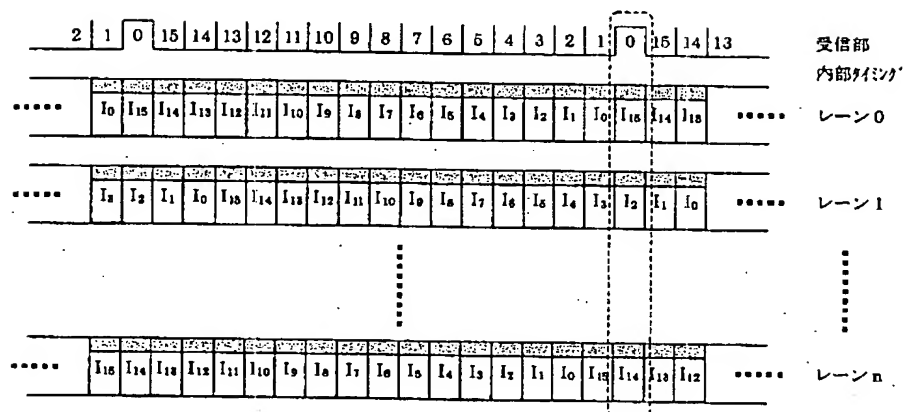 2 1 0 15 14 13 12 11 10 9 8 7 6 5 4 3 2 1 0 15 14 13
受信部
内部タイミング
I₀ I₁₅ I₁₄ I₁₃ I₁₂ I₁₁ I₁₀ I₉ I₈ I₇ I₆ I₅ I₄ I₃ I₂ I₁ I₀ I₁₅ I₁₄ I₁₃ レーン0
I₃ I₂ I₁ I₀ I₁₅ I₁₄ I₁₃ I₁₂ I₁₁ I₁₀ I₉ I₈ I₇ I₆ I₅ I₄ I₃ I₂ I₁ I₀ レーン1
I₁₅ I₁₄ I₁₃ I₁₂ I₁₁ I₁₀ I₉ I₈ I₇ I₆ I₅ I₄ I₃ I₂ I₁ I₀ I₁₅ I₁₄ I₁₃ I₁₂ レーンn